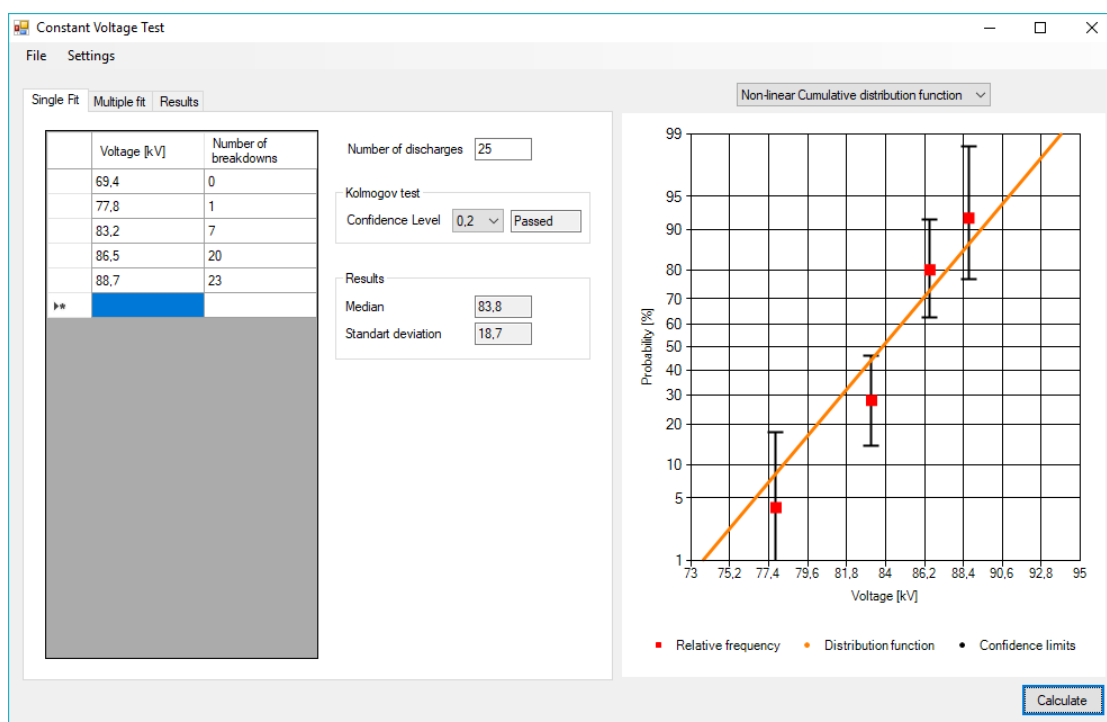 Constant Voltage Test
File Settings
Single Fit Multiple fit Results
Non-linear Cumulative distribution function
Voltage [kV] Number of breakdowns
69,4 0
77,8 1
83,2 7
86,5 20
88,7 23
Number of discharges 25
Kolmogov test
Confidence Level 0,2 Passed
Results
Median 83,8
Standart deviation 18,7
99
95
90
80
70
60
50
40
30
20
10
5
1
Probability [%]
73 75,2 77,4 79,6 81,8 84 86,2 88,4 90,6 92,8 95
Voltage [kV]
Relative frequency Distribution function Confidence limits
Calculate